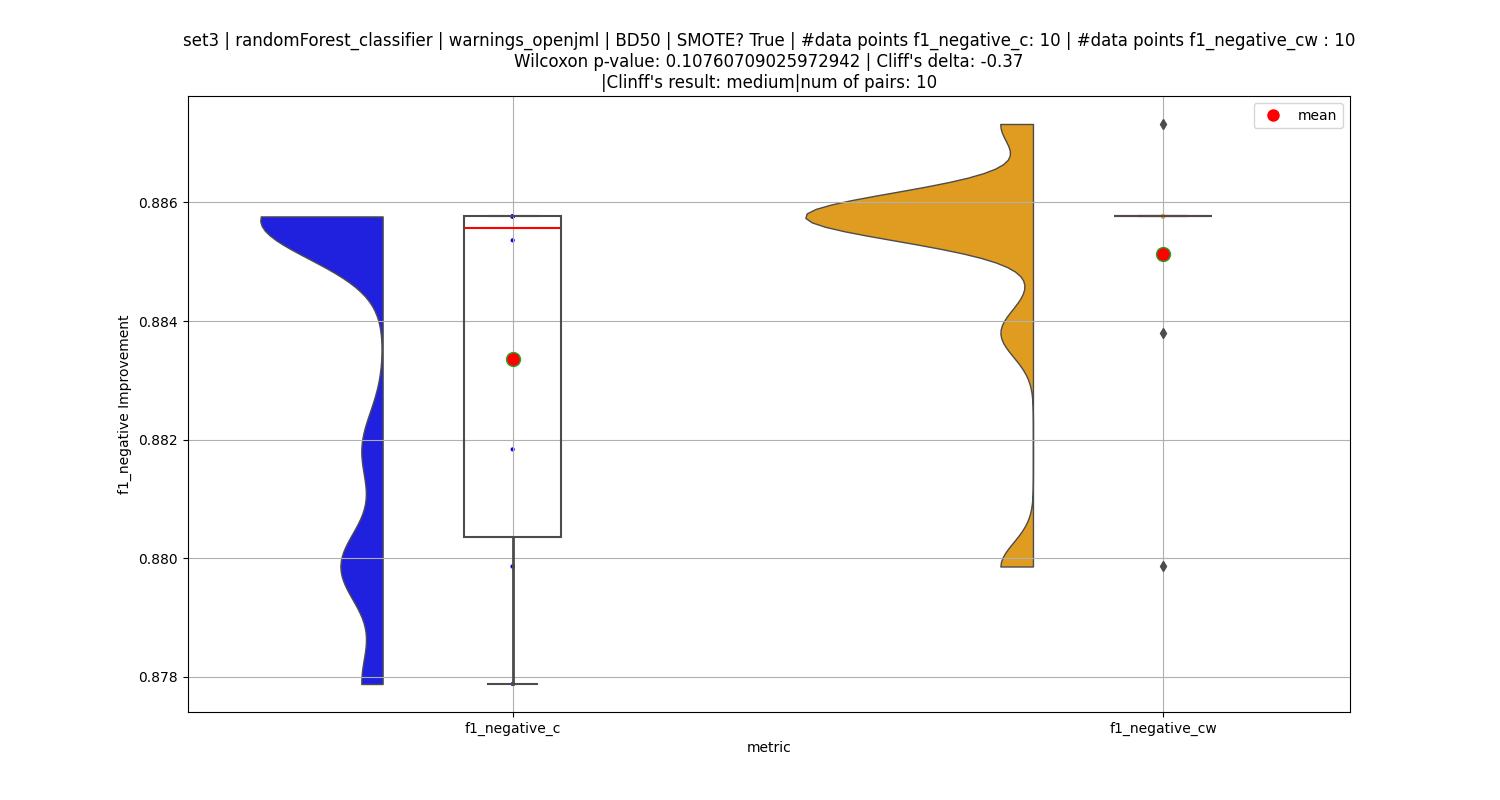 set3 | randomForest_classifier | warnings_openjml | BD50 | SMOTE? True | #data points f1_negative_c: 10 | #data points f1_negative_cw : 10
Wilcoxon p-value: 0.10760709025972942 | Cliff's delta: -0.37
|Clinff's result: medium|num of pairs: 10
mean
0.886
0.884
0.882
0.880
0.878
f1_negative Improvement
f1_negative_c
f1_negative_cw
metric